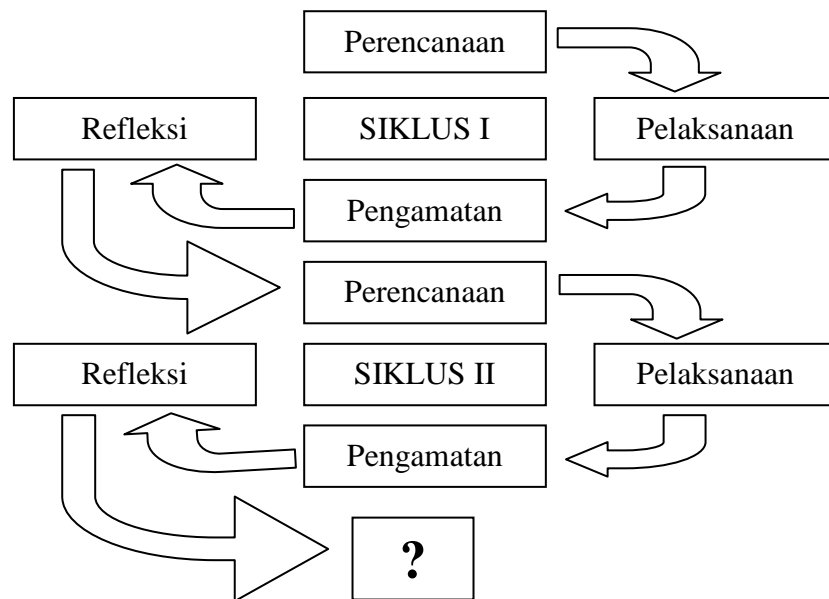 Perencanaan
Refleksi
SIKLUS I
Pelaksanaan
Pengamatan
Perencanaan
Refleksi
SIKLUS II
Pelaksanaan
Pengamatan
?